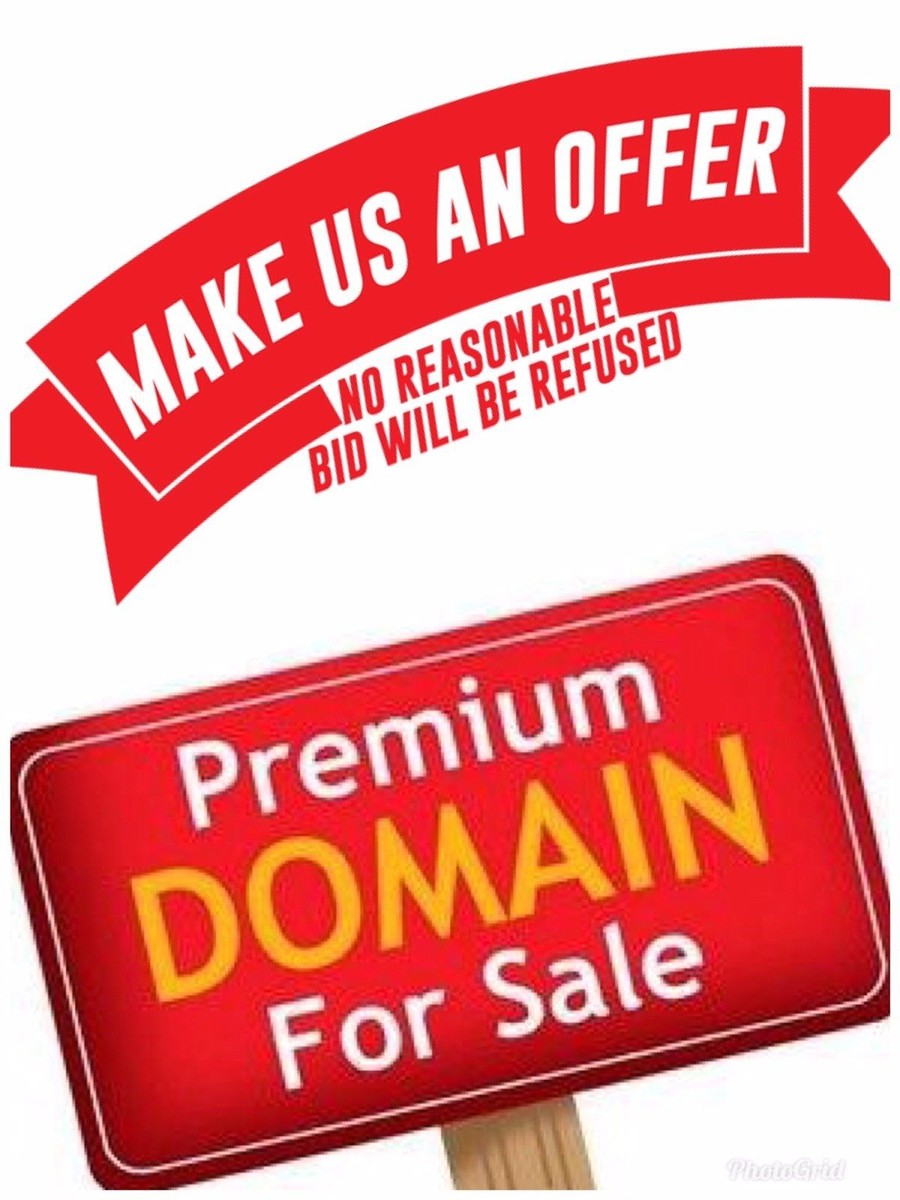 MAKE US AN OFFER
NO REASONABLE
BID WILL BE REFUSED
Premium
DOMAIN
For Sale
PhotoGrid